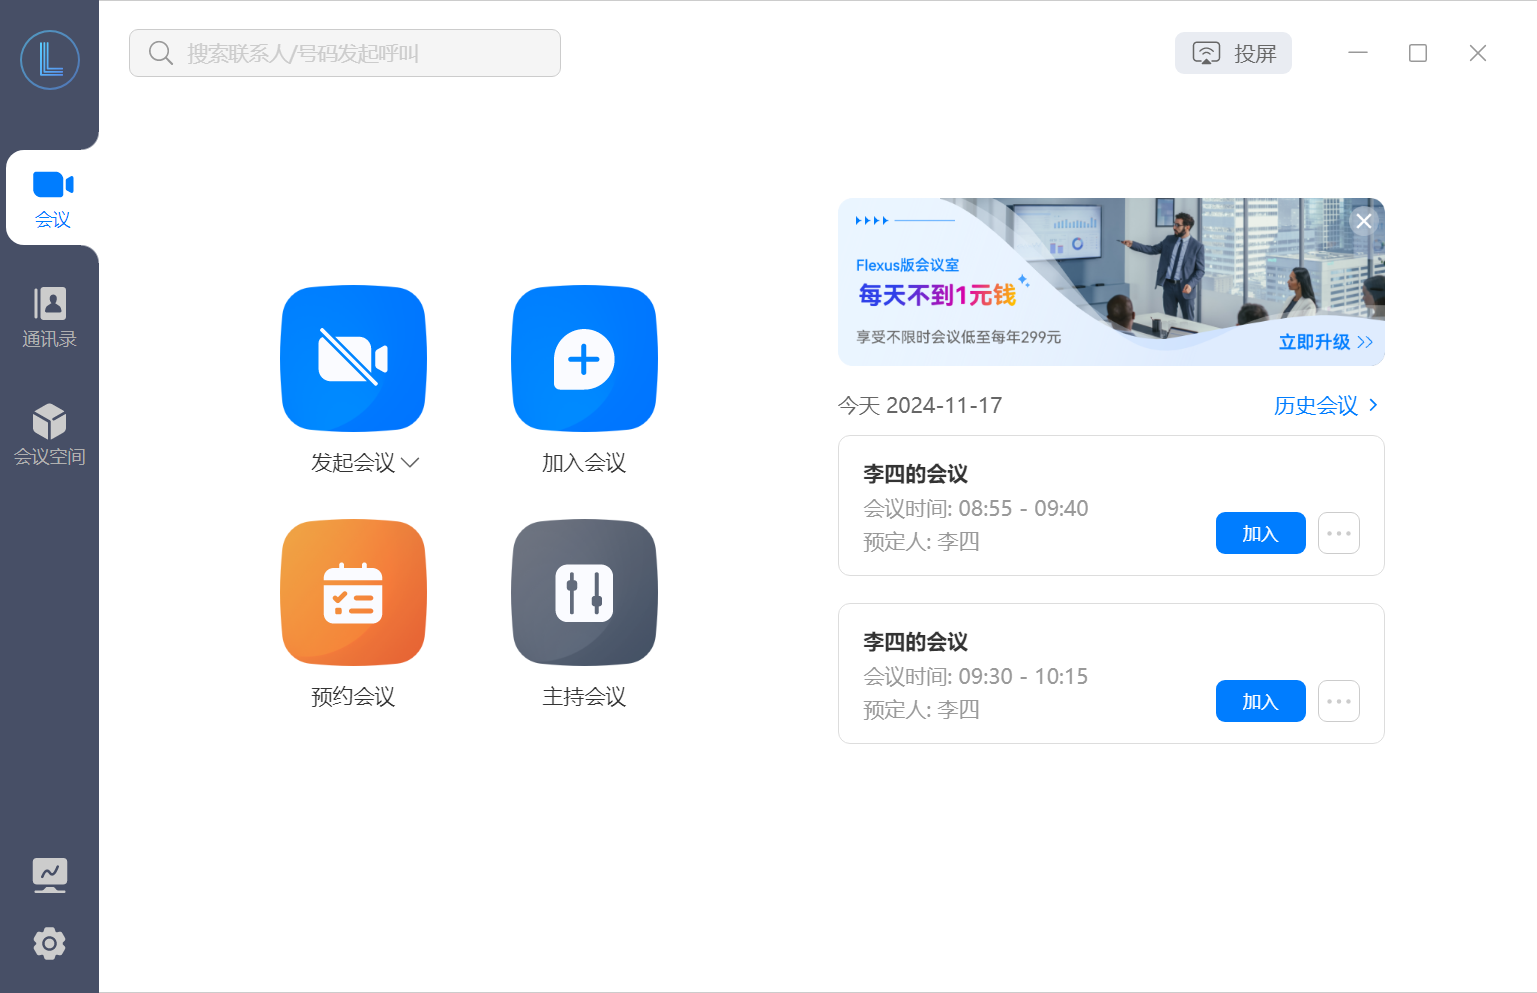 搜索联系人/号码发起呼叫
投屏
会议
通讯录
会议空间
发起会议
加入会议
预约会议
主持会议
Flexus版会议室
每天不到1元钱
享受不限时会议低至每年299元
立即升级 >>
今天 2024-11-17
历史会议 >
李四的会议
会议时间: 08:55 - 09:40
预定人: 李四
加入
李四的会议
会议时间: 09:30 - 10:15
预定人: 李四
加入